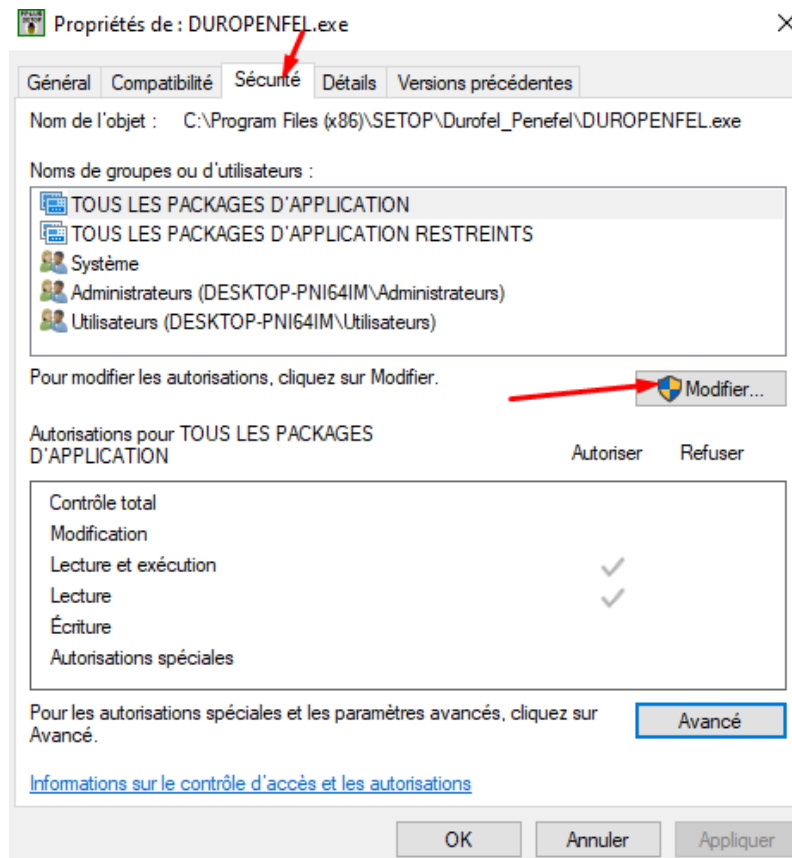 Propriétés de : DUROPENFEL.exe
Général Compatibilité Sécurité Détails Versions précédentes
Nom de l'objet : C:\Program Files (x86)\SETOP\Durofel_Penefel\DUROPENFEL.exe
Noms de groupes ou d'utilisateurs :
TOUS LES PACKAGES D'APPLICATION
TOUS LES PACKAGES D'APPLICATION RESTREINTS
Système
Administrateurs (DESKTOP-PNI64IM\Administrateurs)
Utilisateurs (DESKTOP-PNI64IM\Utilisateurs)
Pour modifier les autorisations, cliquez sur Modifier.
Modifier...
Autorisations pour TOUS LES PACKAGES
D'APPLICATION
Autoriser Refuser
Contrôle total
Modification
Lecture et exécution
Lecture
Écriture
Autorisations spéciales
Pour les autorisations spéciales et les paramètres avancés, cliquez sur
Avancé.
Avancé
Informations sur le contrôle d'accès et les autorisations
OK Annuler Appliquer